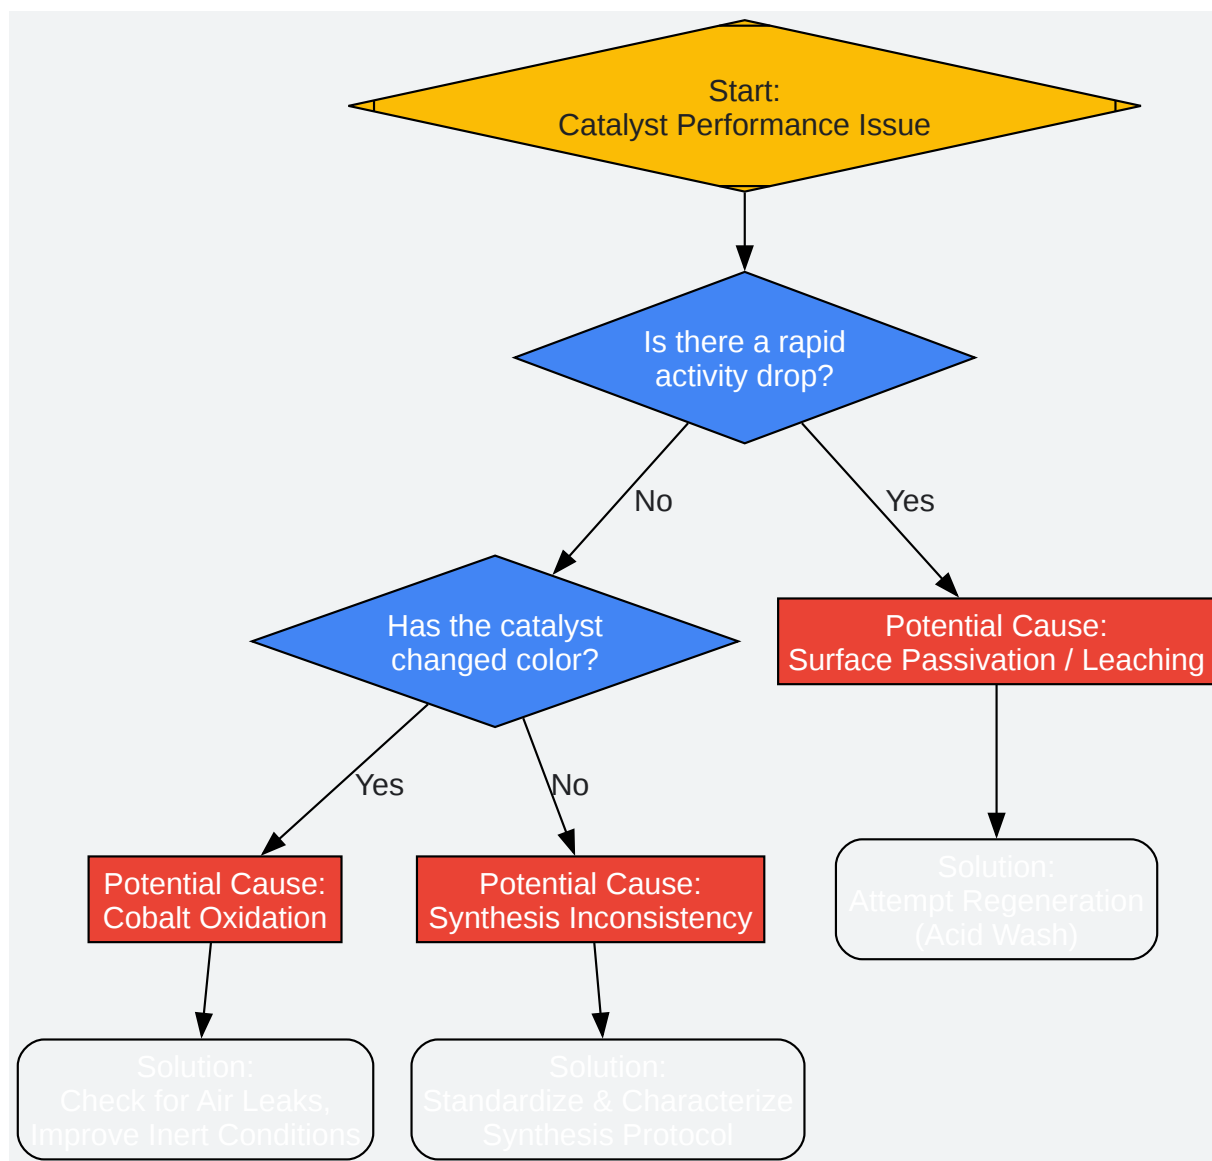 Start:
Catalyst Performance Issue
Is there a rapid
activity drop?
No
Yes
Has the catalyst
changed color?
Potential Cause:
Surface Passivation / Leaching
Yes
No
Potential Cause:
Cobalt Oxidation
Potential Cause:
Synthesis Inconsistency
Solution:
Attempt Regeneration
(Acid Wash)
Solution:
Check for Air Leaks,
Improve Inert Conditions
Solution:
Standardize & Characterize
Synthesis Protocol